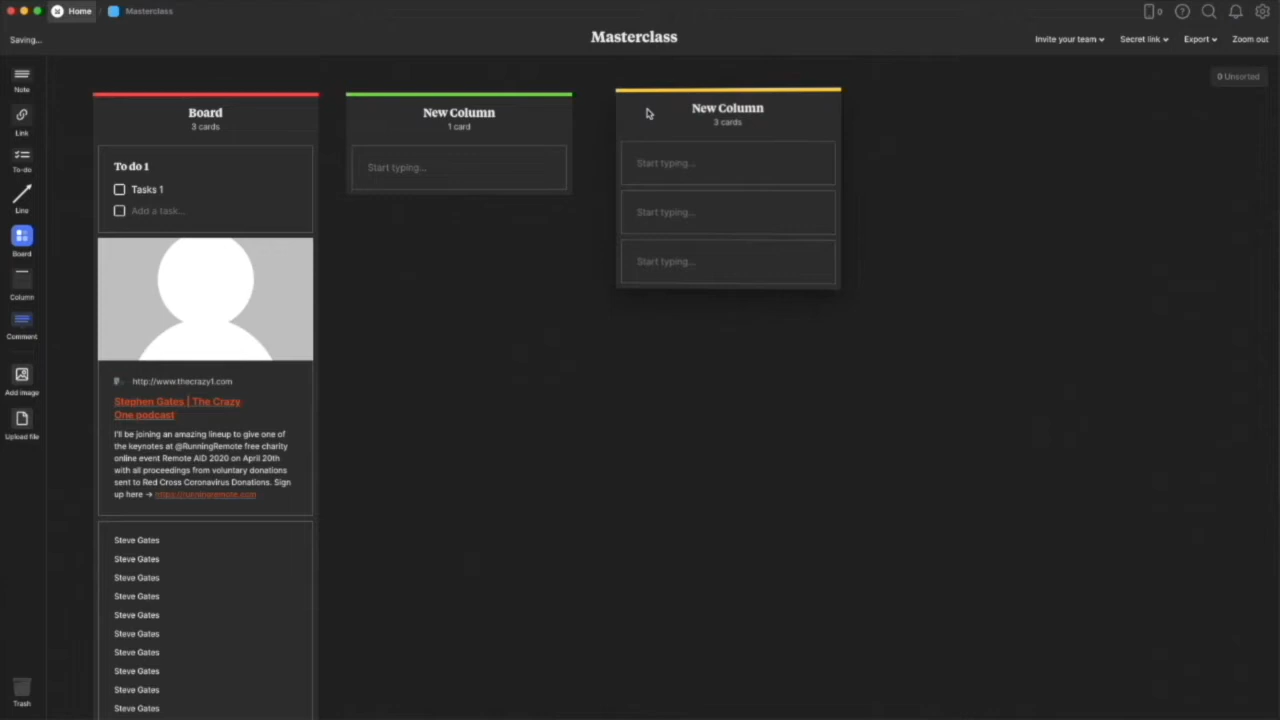 Home / Masterclass
0
Saving...
Masterclass
Invite your team
Secret link
Export
Zoom out
0 Unsorted
Note
Link
To-do
Line
Board
Column
Comment
Add image
Upload file
Trash
Board
3 cards
To do 1
Tasks 1
Add a task...
http://www.thecrazy1.com
Stephen Gates | The Crazy
One podcast
I'll be joining an amazing lineup to give one of
the keynotes at @RunningRemote free charity
online event Remote AID 2020 on April 20th
with all proceedings from voluntary donations
sent to Red Cross Coronavirus Donations. Sign
up here → https://runningremote.com
Steve Gates
Steve Gates
Steve Gates
Steve Gates
Steve Gates
Steve Gates
Steve Gates
Steve Gates
Steve Gates
Steve Gates
New Column
1 card
Start typing...
New Column
3 cards
Start typing...
Start typing...
Start typing...